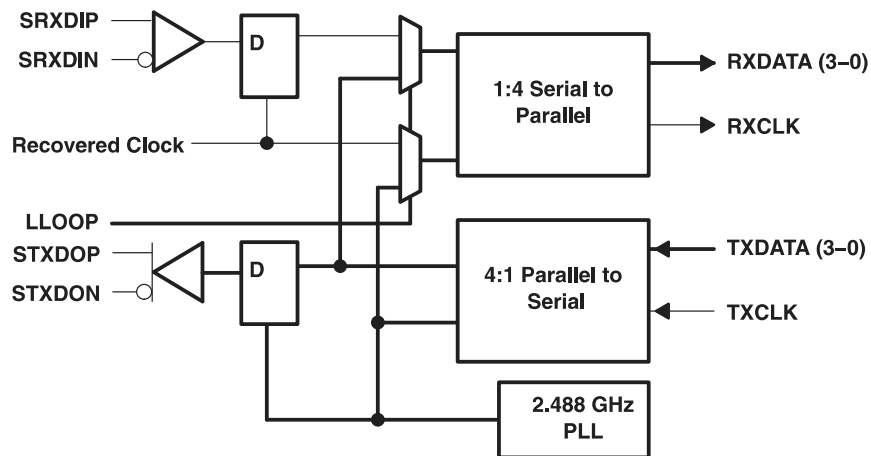 SRXDIP
SRXDIN
D
1:4 Serial to
Parallel
RXDATA (3–0)
RXCLK
Recovered Clock
LLOOP
STXDOP
STXDON
D
4:1 Parallel to
Serial
TXDATA (3–0)
TXCLK
2.488 GHz
PLL